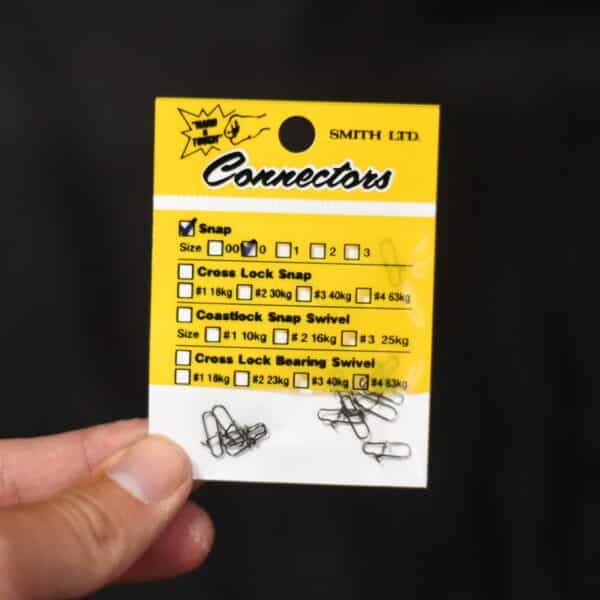 "HARD & TOUGH"
SMITH LTD.
Connectors
Snap
Size 00 0 1 2 3
Cross Lock Snap
#1 18kg #2 30kg #3 40kg #4 63kg
Coastlock Snap Swivel
Size #1 10kg #2 16kg #3 25kg
Cross Lock Bearing Swivel
#1 18kg #2 23kg #3 40kg #4 63kg